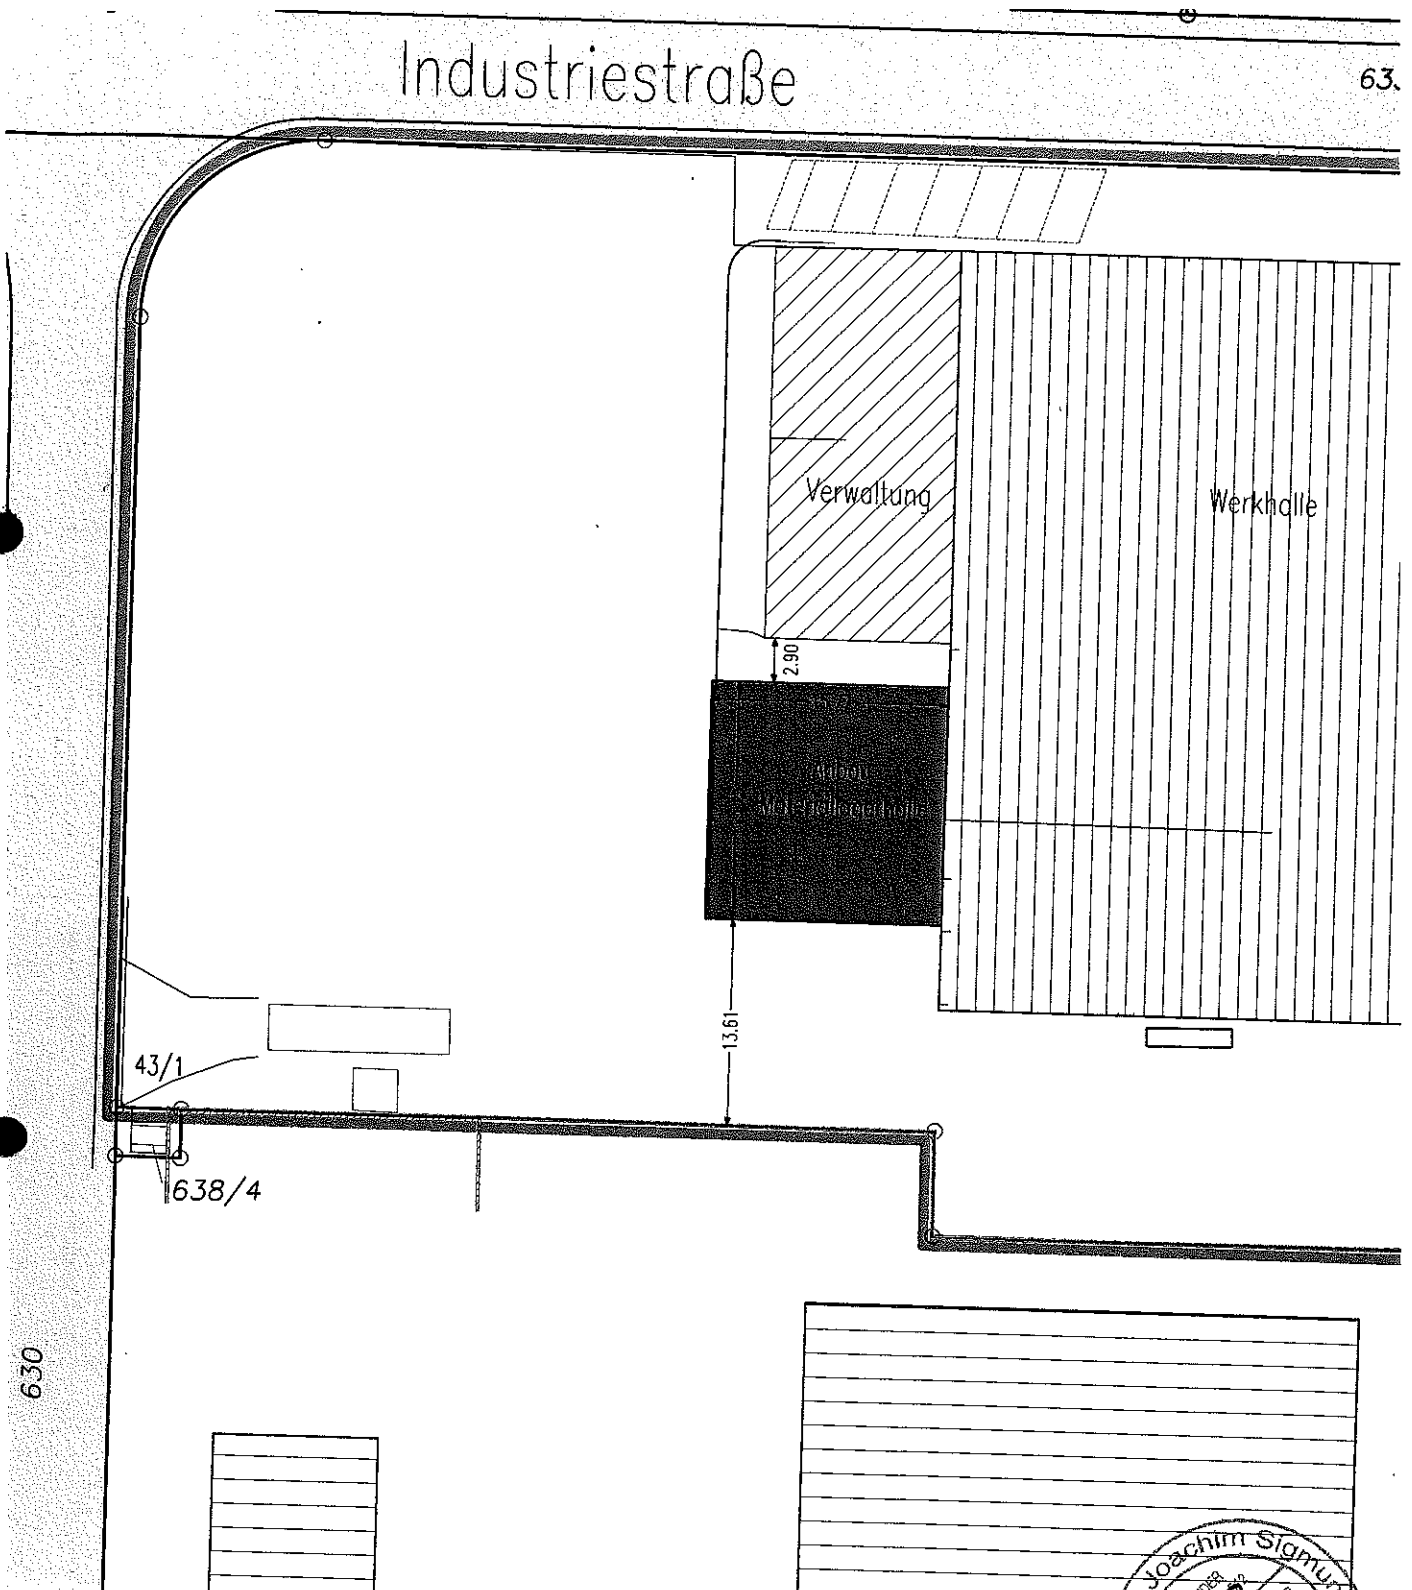 Industriestraße
63.
Verwaltung
Werkhalle
2.90
Anbau
13.61
43/1
638/4
630
Joachim Sigmu